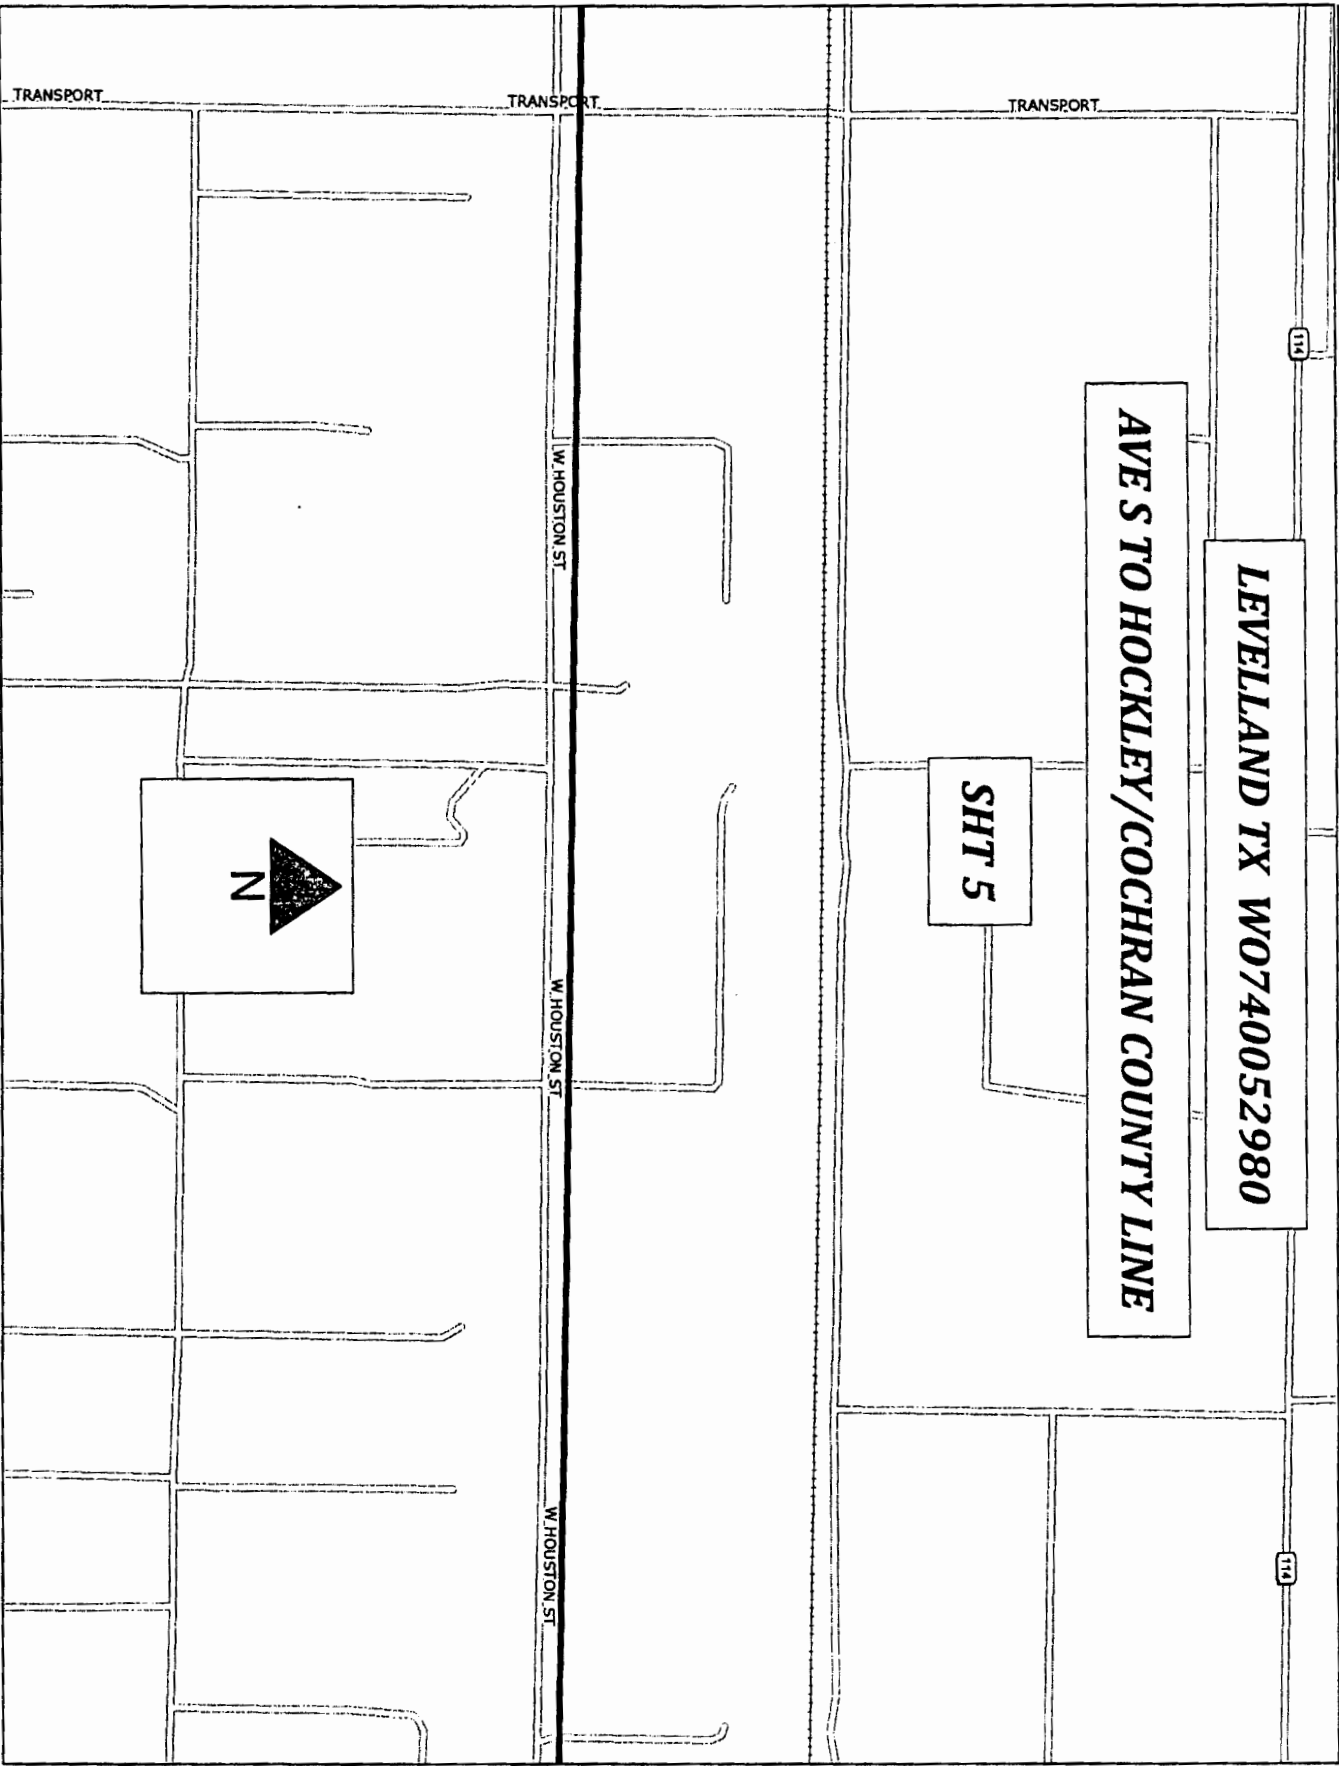 LEVELLAND TX WO740052980
AVE S TO HOCKLEY/COCHRAN COUNTY LINE
SHT 5
114
114
TRANSPORT
TRANSPORT
TRANSPORT
W HOUSTON ST
W HOUSTON ST
W HOUSTON ST
N